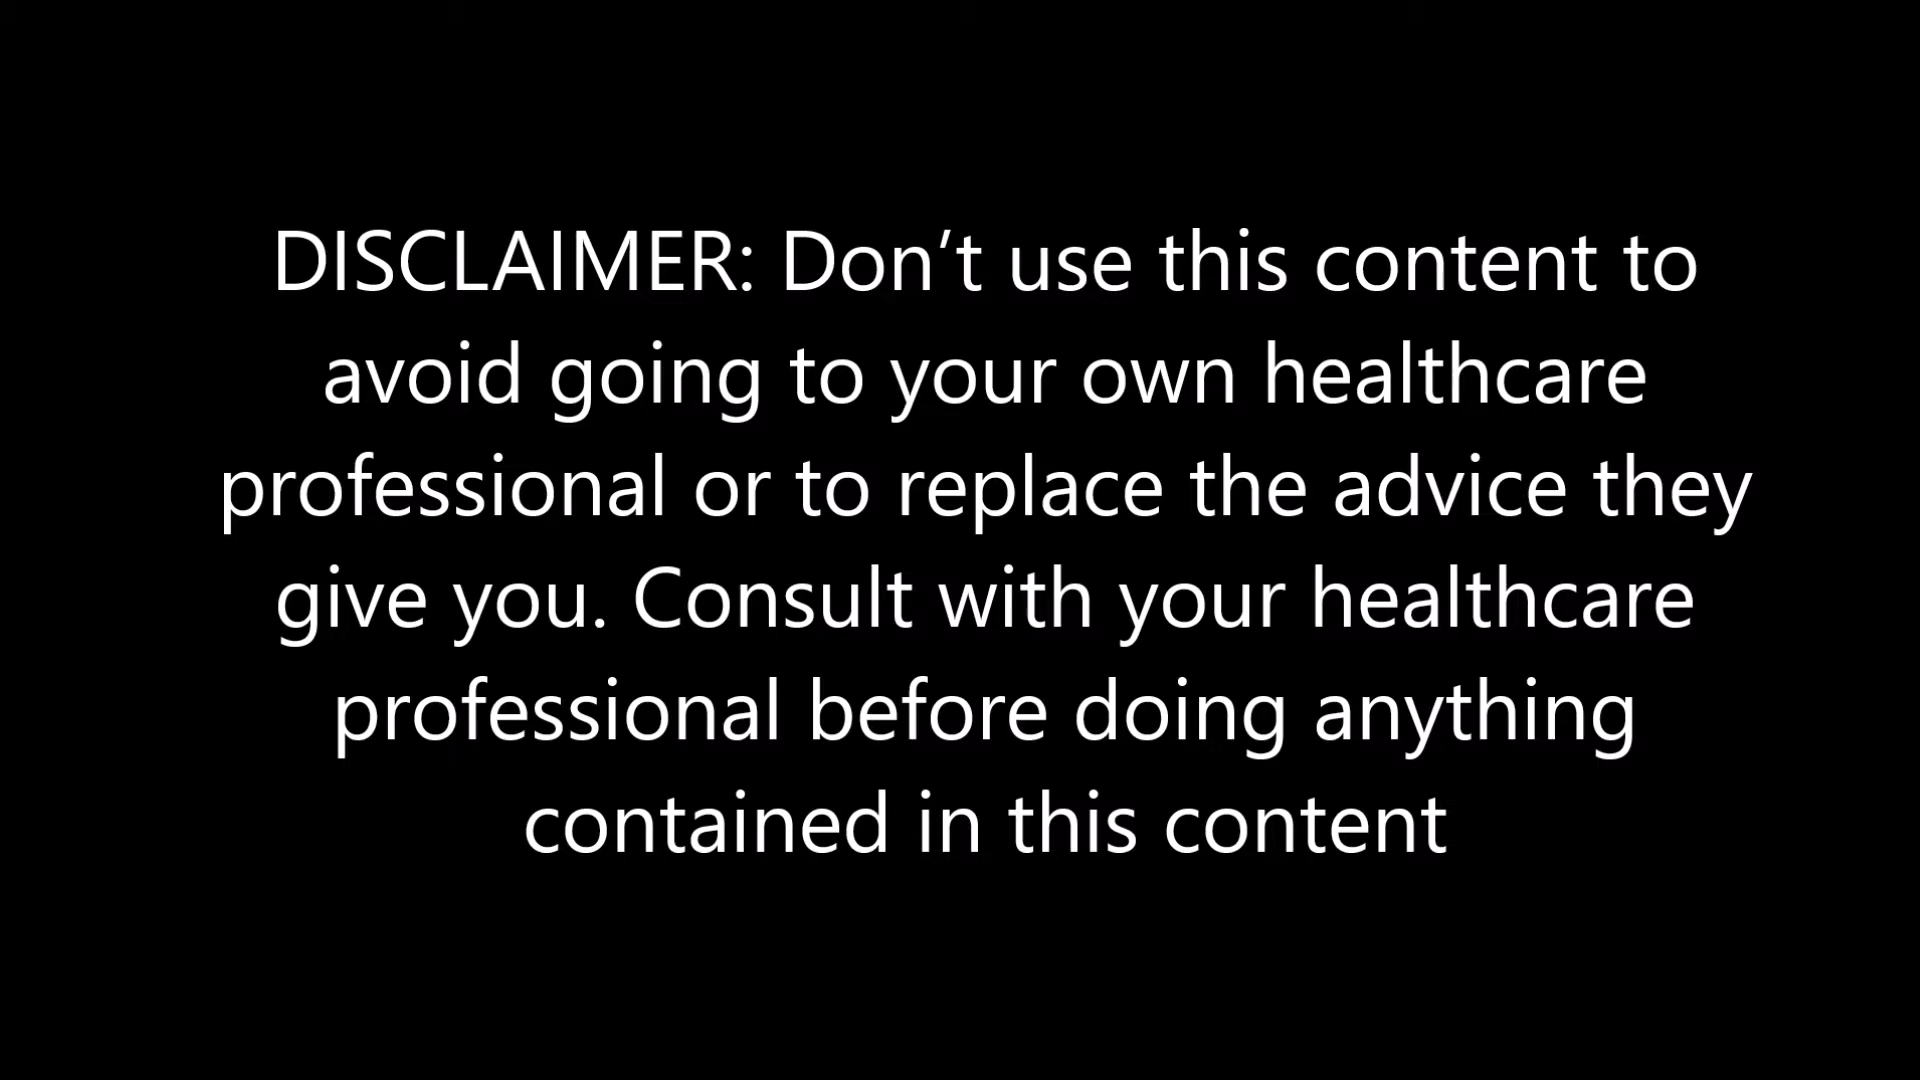 DISCLAIMER: Don’t use this content to
avoid going to your own healthcare
professional or to replace the advice they
give you. Consult with your healthcare
professional before doing anything
contained in this content